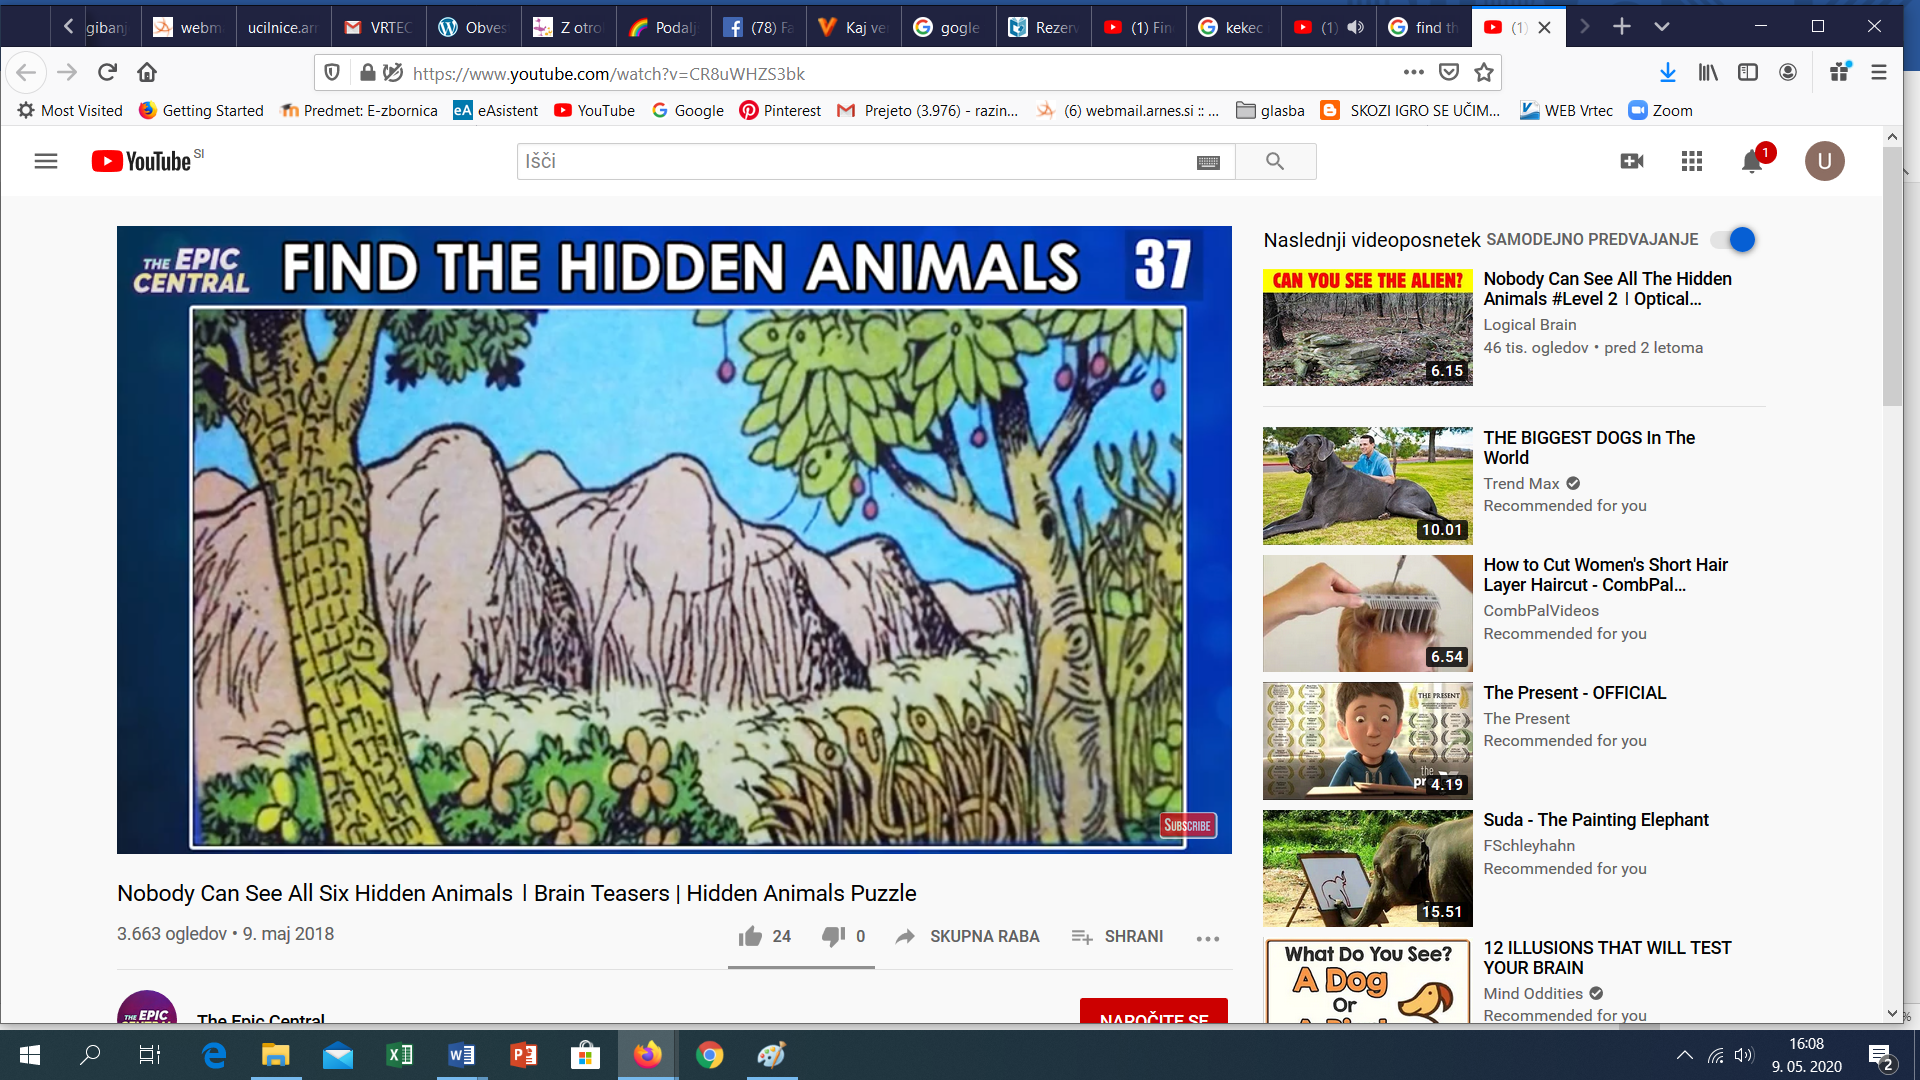 gibanj
webm
ucilnice.arn
VRTEC
Obves
Z otro
Podalj
(78) Fa
Kaj ve
gogle
Rezerv
(1) Fin
kekec
(1)
find th
(1)
https://www.youtube.com/watch?v=CR8uWHZS3bk
Most Visited
Getting Started
Predmet: E-zbornica
eA eAsistent
YouTube
Google
Pinterest
Prejeto (3.976) - razin...
(6) webmail.arnes.si :: ...
glasba
SKOZI IGRO SE UČIM...
WEB Vrtec
Zoom
YouTube SI
Išči
1
U
THE EPIC
CENTRAL
FIND THE HIDDEN ANIMALS
37
SUBSCRIBE
Nobody Can See All Six Hidden Animals I Brain Teasers | Hidden Animals Puzzle
3.663 ogledov • 9. maj 2018
24
0
SKUPNA RABA
SHRANI
THE EPIC
CENTRAL
The Epic Central
NAROČITE SE
Naslednji videoposnetek
SAMODEJNO PREDVAJANJE
CAN YOU SEE THE ALIEN?
6.15
Nobody Can See All The Hidden
Animals #Level 2 I Optical...
Logical Brain
46 tis. ogledov • pred 2 letoma
10.01
THE BIGGEST DOGS In The
World
Trend Max
Recommended for you
6.54
How to Cut Women's Short Hair
Layer Haircut - CombPal...
CombPalVideos
Recommended for you
THE PRESENT
the
pr
4.19
The Present - OFFICIAL
The Present
Recommended for you
15.51
Suda - The Painting Elephant
FSchleyhahn
Recommended for you
What Do You See?
A Dog
Or
12 ILLUSIONS THAT WILL TEST
YOUR BRAIN
Mind Oddities
Recommended for you
%
16:08
9. 05. 2020
2